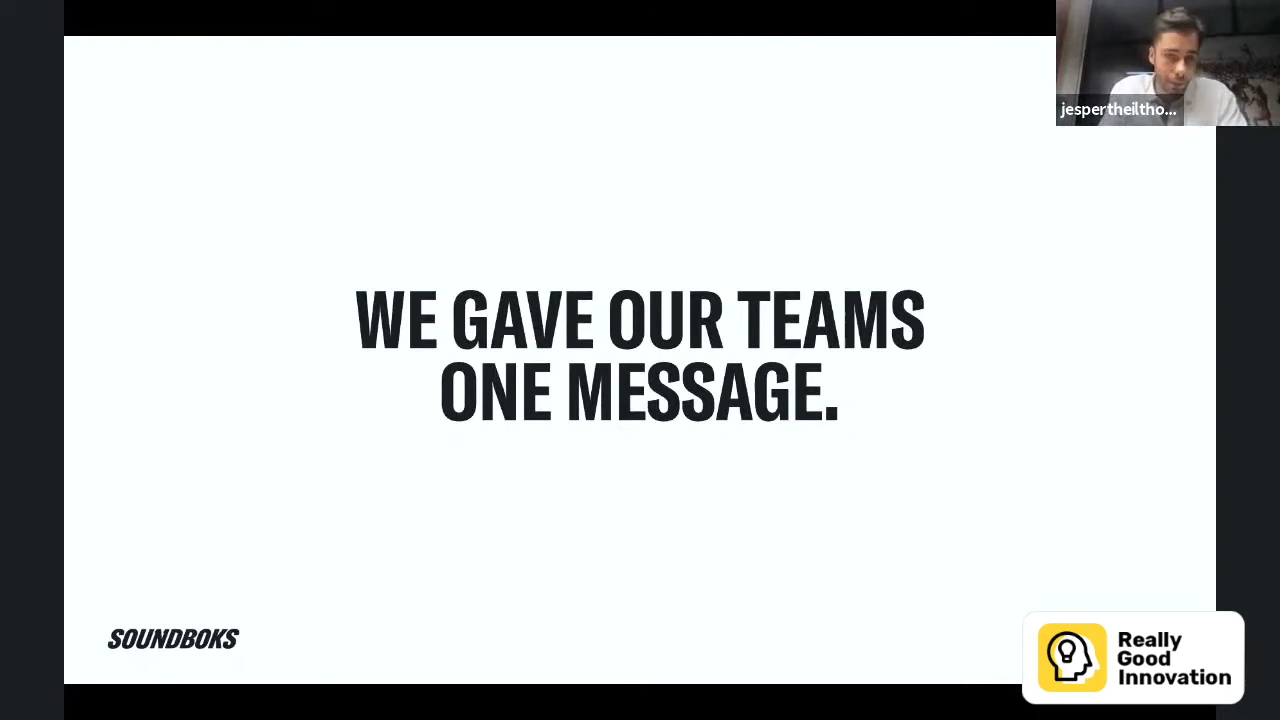 jespertheiltho...
WE GAVE OUR TEAMS
ONE MESSAGE.
SOUNDBOKS
Really
Good
Innovation